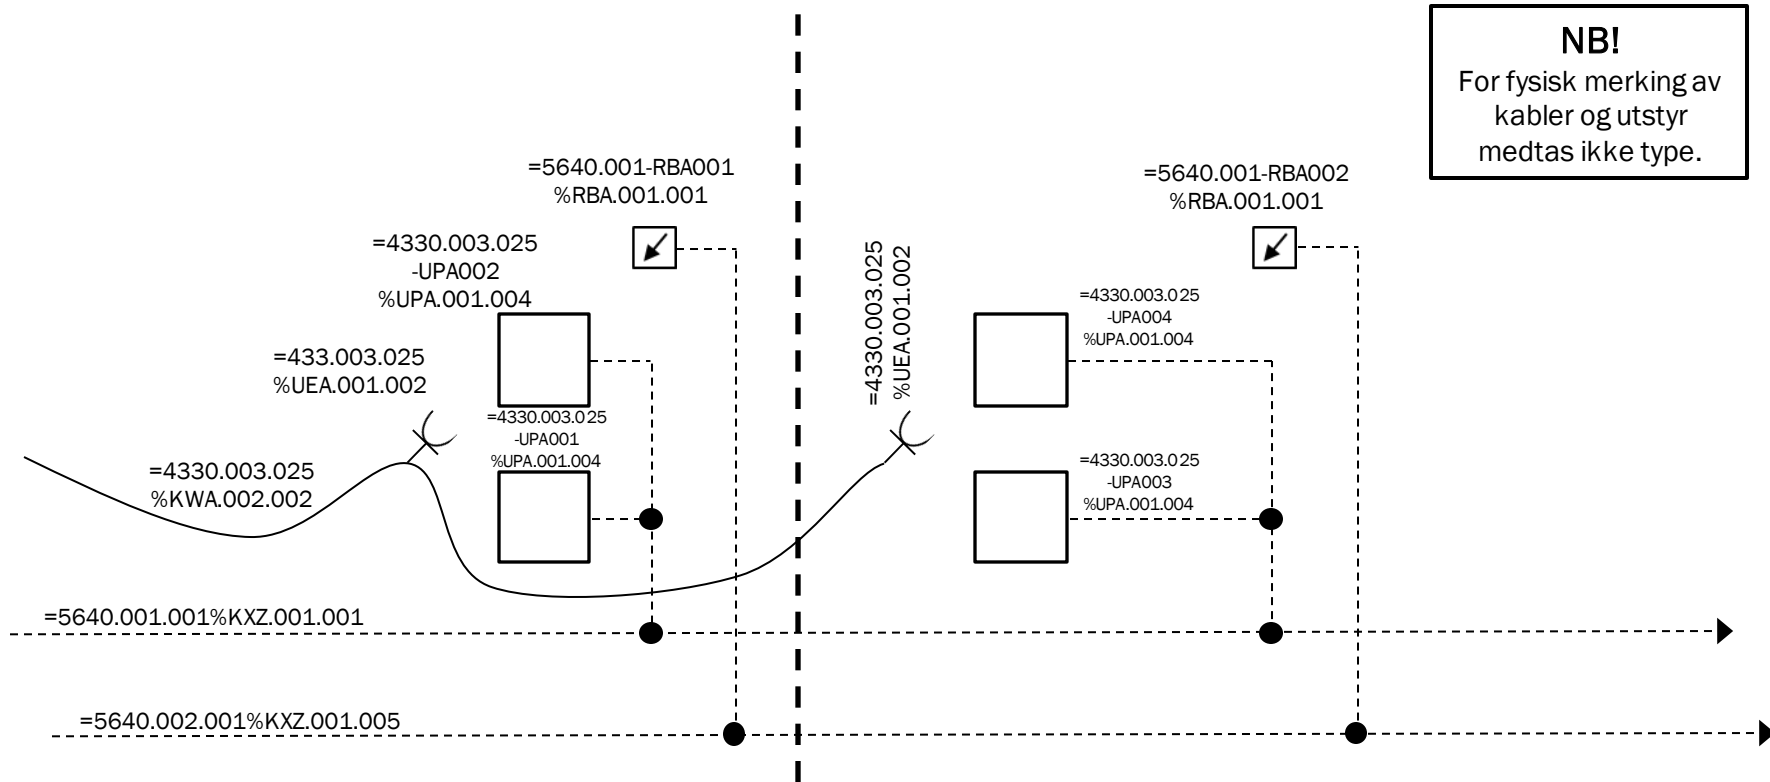 NB!
For fysisk merking av
kabler og utstyr
medtas ikke type.
=5640.001-RBA001
%RBA.001.001
=5640.001-RBA002
%RBA.001.001
=4330.003.025
-UPA002
%UPA.001.004
=4330.003.025
%UEA.001.002
=4330.003.025
-UPA004
%UPA.001.004
=433.003.025
%UEA.001.002
=4330.003.025
-UPA001
%UPA.001.004
=4330.003.025
-UPA003
%UPA.001.004
=4330.003.025
%KWA.002.002
=5640.001.001%KXZ.001.001
=5640.002.001%KXZ.001.005